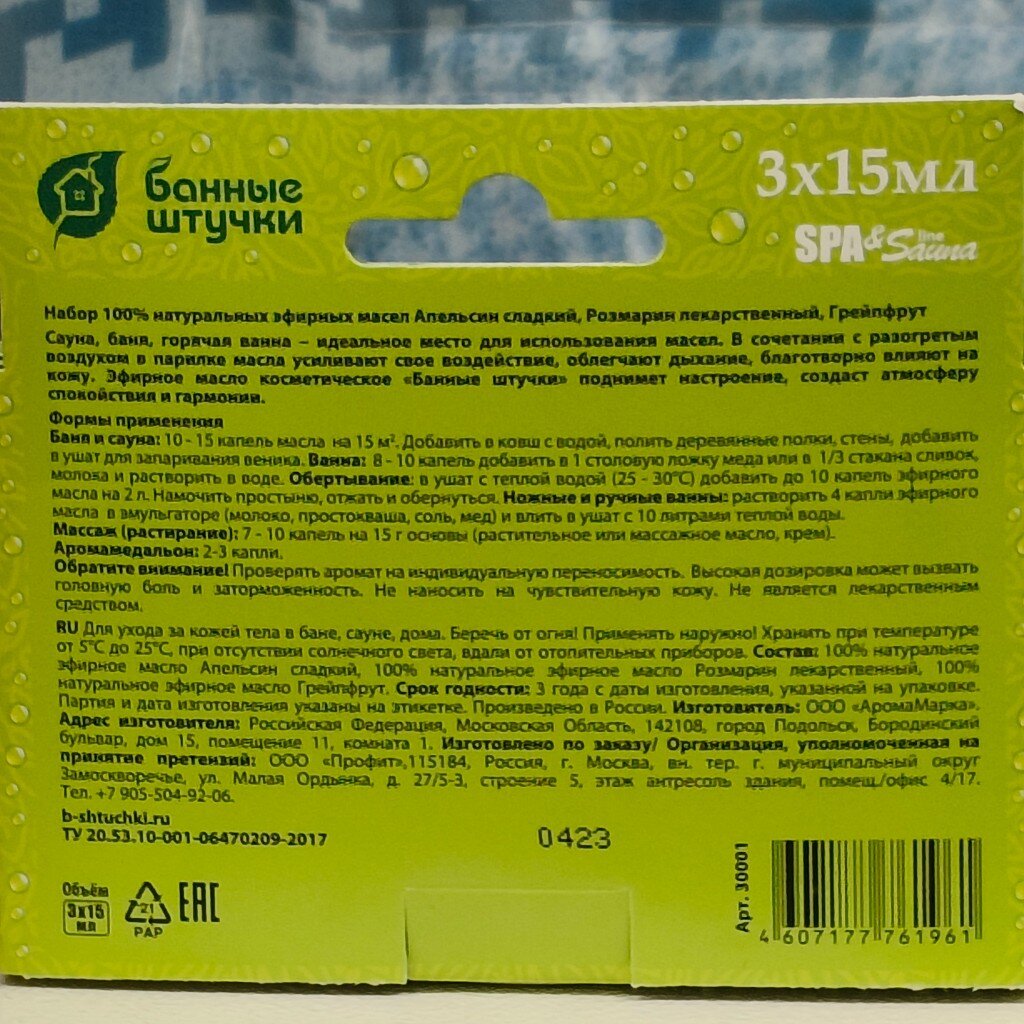 банные
штучки
3х15мл
SPA&Sauna line
Набор 100% натуральных эфирных масел Апельсин сладкий, Розмарин лекарственный, Грейпфрут
Сауна, баня, горячая ванна – идеальное место для использования масел. В сочетании с разогретым
воздухом в парилке масла усиливают свое воздействие, облегчают дыхание, благотворно влияют на
кожу. Эфирное масло косметическое «Банные штучки» поднимет настроение, создаст атмосферу
спокойствия и гармонии.
Формы применения
Баня и сауна: 10 - 15 капель масла на 15 м². Добавить в ковш с водой, полить деревянные полки, стены, добавить
в ушат для запаривания веника. Ванна: 8 - 10 капель добавить в 1 столовую ложку меда или в 1/3 стакана сливок,
молока и растворить в воде. Обертывание: в ушат с теплой водой (25 - 30°С) добавить до 10 капель эфирного
масла на 2 л. Намочить простыню, отжать и обернуться. Ножные и ручные ванны: растворить 4 капли эфирного
масла в эмульгаторе (молоко, простокваша, соль, мед) и влить в ушат с 10 литрами теплой воды.
Массаж (растирание): 7 - 10 капель на 15 г основы (растительное или массажное масло, крем).
Аромамедальон: 2-3 капли.
Обратите внимание! Проверять аромат на индивидуальную переносимость. Высокая дозировка может вызвать
головную боль и заторможенность. Не наносить на чувствительную кожу. Не является лекарственным
средством.
RU Для ухода за кожей тела в бане, сауне, дома. Беречь от огня! Применять наружно! Хранить при температуре
от 5°С до 25°С, при отсутствии солнечного света, вдали от отопительных приборов. Состав: 100% натуральное
эфирное масло Апельсин сладкий, 100% натуральное эфирное масло Розмарин лекарственный, 100%
натуральное эфирное масло Грейпфрут. Срок годности: 3 года с даты изготовления, указанной на упаковке.
Партия и дата изготовления указаны на этикетке. Произведено в России. Изготовитель: ООО «АромаМаржа».
Адрес изготовителя: Российская Федерация, Московская Область, 142108, город Подольск, Бородинский
бульвар, дом 15, помещение 11, комната 1. Изготовлено по заказу/ Организация, уполномоченная на
принятие претензий: ООО «Профит»,115184, Россия, г. Москва, вн. тер. г. муниципальный округ
Замоскворечье, ул. Малая Ордынка, д. 27/5-3, строение 5, этаж антресоль здания, помещ/офис 4/17.
Тел. +7 905-504-92-06.
b-shtuchki.ru
ТУ 20.53.10-001-06470209-2017
0423
Объём
3х15
мл
21
PAP
EAC
Арт. 30001
4 607177 761961